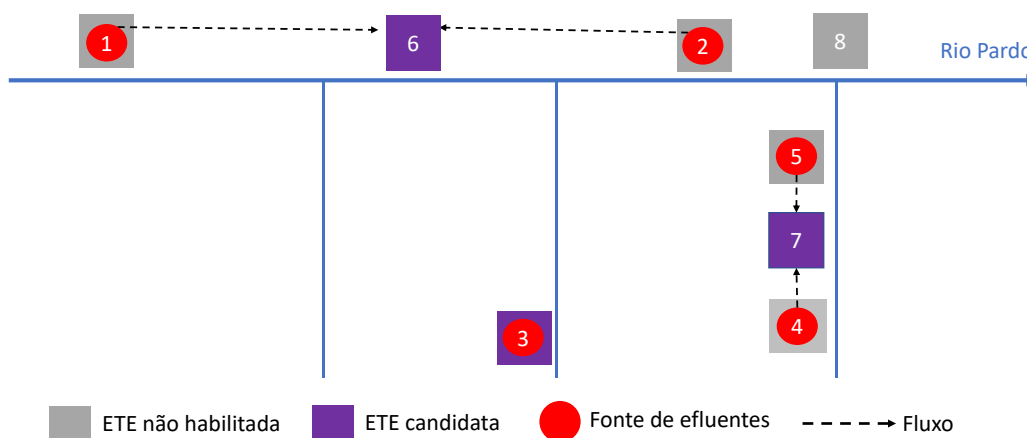 1
6
2
8
Rio Pardo
5
7
3
4
ETE não habilitada
ETE candidata
Fonte de efluentes
Fluxo